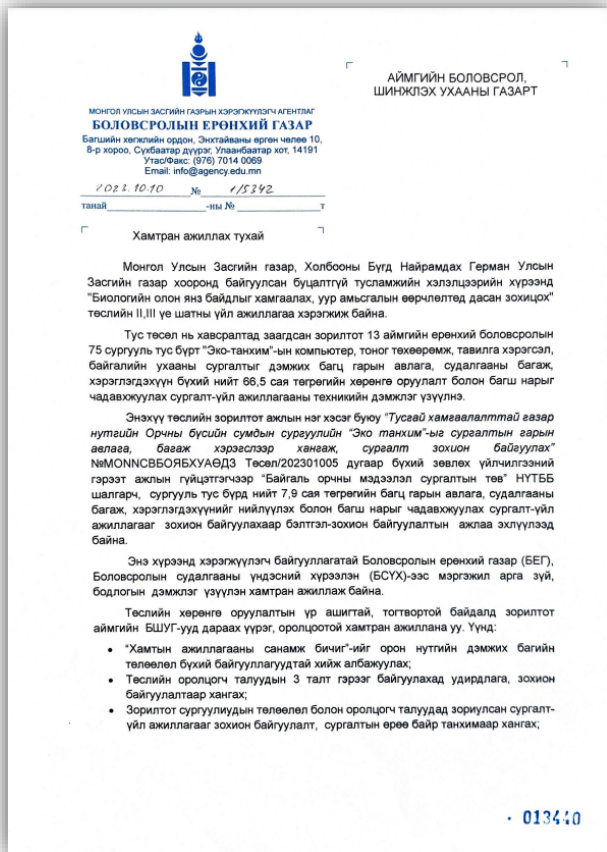 МОНГОЛ УЛСЫН ЗАСГИЙН ГАЗРЫН ХЭРЭГЖҮҮЛЭГЧ АГЕНТЛАГ
БОЛОВСРОЛЫН ЕРӨНХИЙ ГАЗАР
Багшийн хөгжлийн ордон, Энхтайваны өргөн чөлөө 10,
8-р хороо, Сүхбаатар дүүрэг, Улаанбаатар хот, 14191
Утас/Факс: (976) 7014 0069
Email: info@agency.edu.mn
2023.10.10 № 1/5342
танай ____________ -ны № ____________ т
АЙМГИЙН БОЛОВСРОЛ,
ШИНЖЛЭХ УХААНЫ ГАЗАРТ
Хамтран ажиллах тухай
Монгол Улсын Засгийн газар, Холбооны Бүгд Найрамдах Герман Улсын
Засгийн газар хооронд байгуулсан буцалтгүй тусламжийн хэлэлцээрийн хүрээнд
"Биологийн олон янз байдлыг хамгаалах, уур амьсгалын өөрчлөлтөд дасан зохицох"
төслийн II,III үе шатны үйл ажиллагаа хэрэгжиж байна.
Тус төсөл нь хавсралтад заагдсан зорилтот 13 аймгийн ерөнхий боловсролын
75 сургууль тус бүрт "Эко-танхим"-ын компьютер, тоног төхөөрөмж, тавилга хэрэгсэл,
байгалийн ухааны сургалтыг дэмжих багц гарын авлага, судалгааны багаж,
хэрэглэгдэхүүн бүхий нийт 66,5 сая төгрөгийн хөрөнгө оруулалт болон багш нарыг
чадавхжуулах сургалт-үйл ажиллагааны техникийн дэмжлэг үзүүлнэ.
Энэхүү төслийн зорилтот ажлын нэг хэсэг буюу "Тусгай хамгаалалттай газар
нутгийн Орчны бүсийн сумдын сургуулийн "Эко танхим"-ыг сургалтын гарын
авлага, багаж хэрэгслээр хангаж, сургалт зохион байгуулах"
№MONNCBБОЯБХУАӨДЗ Төсөл/202301005 дугаар бүхий зөвлөх үйлчилгээний
гэрээт ажлын гүйцэтгэгчээр "Байгаль орчны мэдээлэл сургалтын төв" НҮТББ
шалгарч, сургууль тус бүрд нийт 7,9 сая төгрөгийн багц гарын авлага, судалгааны
багаж, хэрэглэгдэхүүнийг нийлүүлэх болон багш нарыг чадавхжуулах сургалт-үйл
ажиллагааг зохион байгуулахаар бэлтгэл-зохион байгуулалтын ажлаа эхлүүлээд
байна.
Энэ хүрээнд хэрэгжүүлэгч байгууллагатай Боловсролын ерөнхий газар (БЕГ),
Боловсролын судалгааны үндэсний хүрээлэн (БСҮХ)-ээс мэргэжил арга зүй,
бодлогын дэмжлэг үзүүлэн хамтран ажиллаж байна.
Төслийн хөрөнгө оруулалтын үр ашигтай, тогтвортой байдалд зорилтот
аймгийн БШУГ-ууд дараах үүрэг, оролцоотой хамтран ажиллана уу. Үүнд:
• "Хамтын ажиллагааны санамж бичиг"-ийг орон нутгийн дэмжих багийн
төлөөлөл бүхий байгууллагуудтай хийж албажуулах;
• Төслийн оролцогч талуудын 3 талт гэрээг байгуулахад удирдлага, зохион
байгуулалтаар хангах;
• Зорилтот сургуулиудын төлөөлөл болон оролцогч талуудад зориулсан сургалт-
үйл ажиллагааг зохион байгуулалт, сургалтын өрөө байр танхимаар хангах;
013440